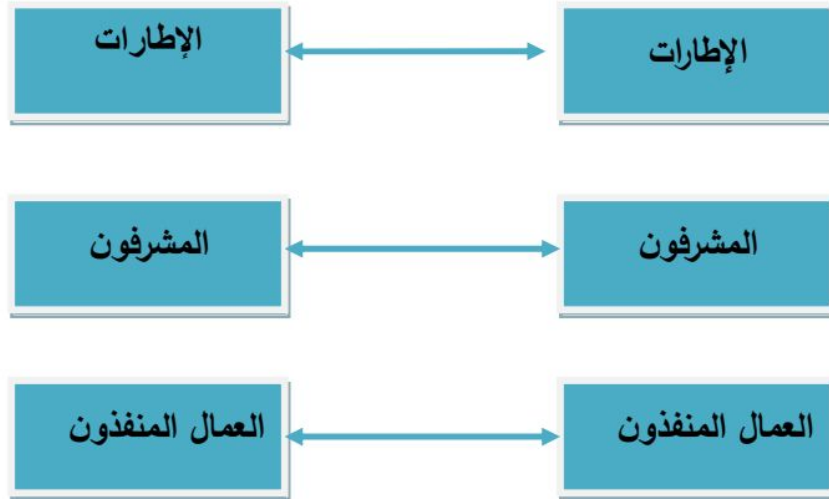 الإطارات
الإطارات
المشرفون
المشرفون
العمال المنفذون
العمال المنفذون